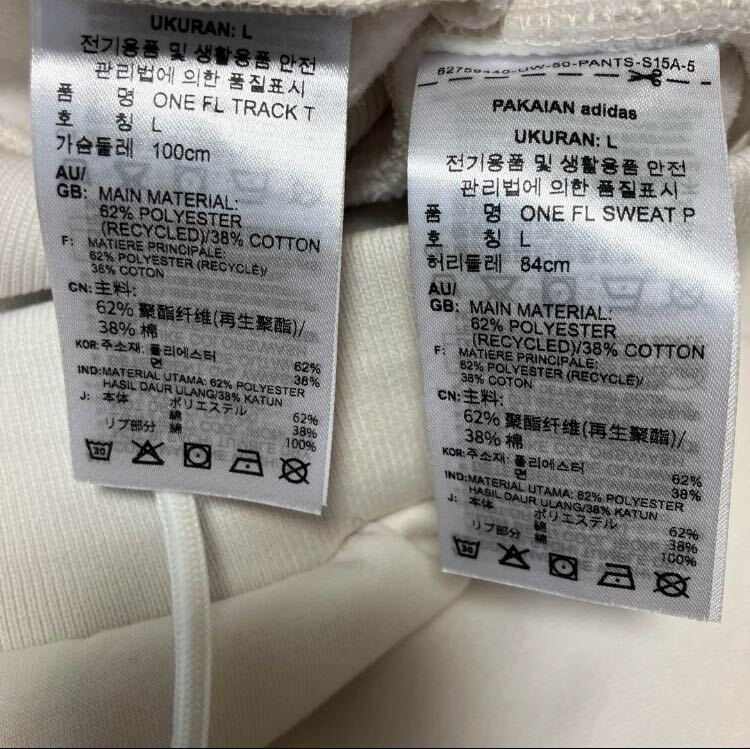 UKURAN: L
전기용품 및 생활용품 안전
관리법에 의한 품질표시
품 명 ONE FL TRACK T
호 칭 L
가슴둘레 100cm
AU/
GB: MAIN MATERIAL:
62% POLYESTER
(RECYCLED)/38% COTTON
F: MATIERE PRINCIPALE:
62% POLYESTER (RECYCLÉ)/
38% COTON
CN: 主料:
62% 聚酯纤维(再生聚酯)/
38% 棉
KOR: 주소재: 폴리에스터 62%
면 38%
IND: MATERIAL UTAMA: 62% POLYESTER
HASIL DAUR ULANG/38% KATUN
J: 本体 ポリエステル 62%
綿 38%
リブ部分 綿 100%
30
62759440-UW-50-PANTS-S15A-5
PAKAIAN adidas
UKURAN: L
전기용품 및 생활용품 안전
관리법에 의한 품질표시
품 명 ONE FL SWEAT P
호 칭 L
허리둘레 84cm
AU/
GB: MAIN MATERIAL:
62% POLYESTER
(RECYCLED)/38% COTTON
F: MATIERE PRINCIPALE:
62% POLYESTER (RECYCLÉ)/
38% COTON
CN: 主料:
62% 聚酯纤维(再生聚酯)/
38% 棉
KOR: 주소재: 폴리에스터 62%
면 38%
IND: MATERIAL UTAMA: 62% POLYESTER
HASIL DAUR ULANG/38% KATUN
J: 本体 ポリエステル 62%
綿 38%
リブ部分 綿 100%
30